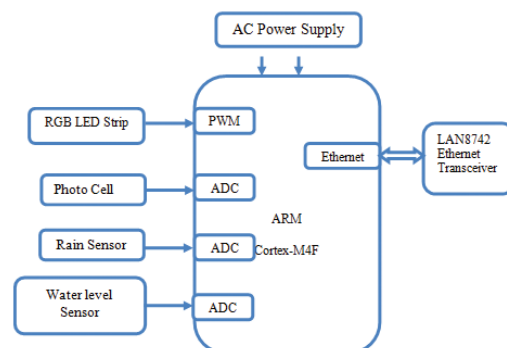 AC Power Supply
RGB LED Strip
PWM
Ethernet
LAN8742
Ethernet
Transceiver
Photo Cell
ADC
ARM
Rain Sensor
ADC
Cortex-M4F
Water level
Sensor
ADC